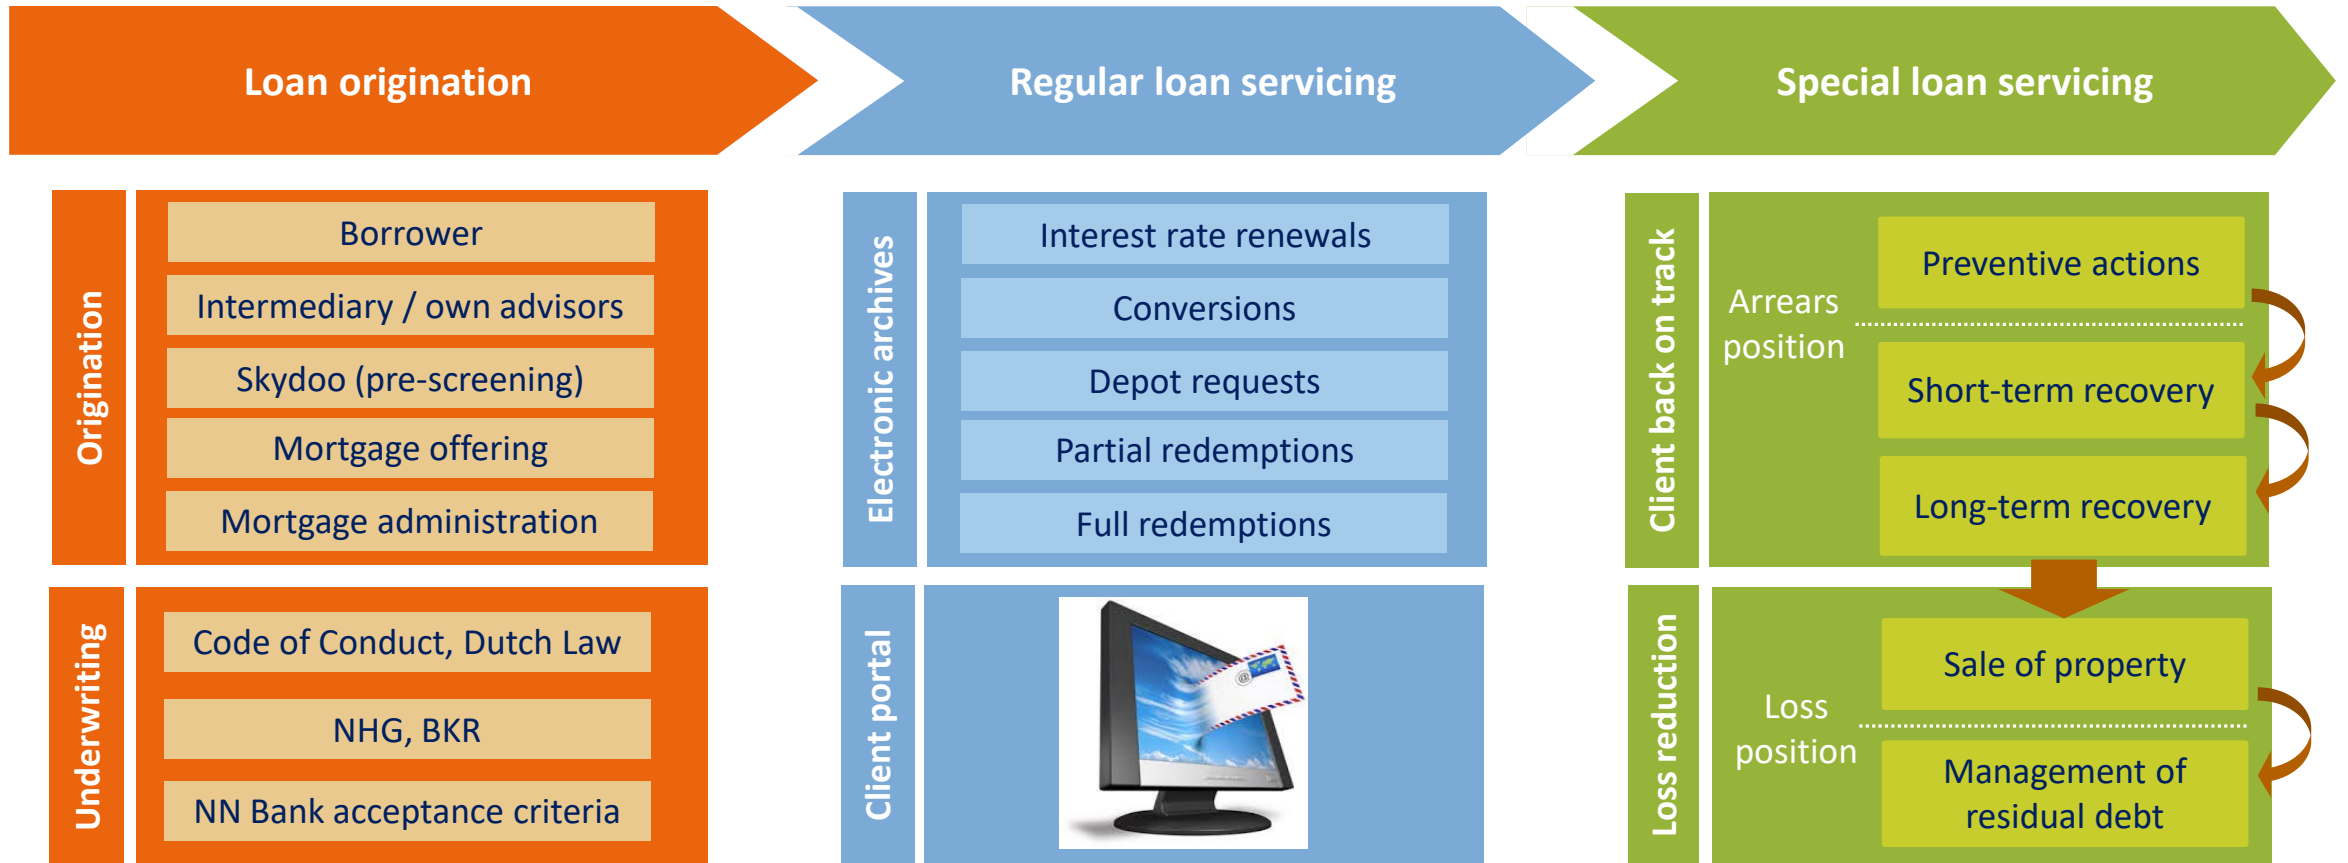 Loan origination
Regular loan servicing
Special loan servicing
Origination
Borrower
Intermediary / own advisors
Skydoo (pre-screening)
Mortgage offering
Mortgage administration
Underwriting
Code of Conduct, Dutch Law
NHG, BKR
NN Bank acceptance criteria
Electronic archives
Interest rate renewals
Conversions
Depot requests
Partial redemptions
Full redemptions
Client portal
@
Client back on track
Arrears
position
Preventive actions
Short-term recovery
Long-term recovery
Loss reduction
Loss
position
Sale of property
Management of
residual debt